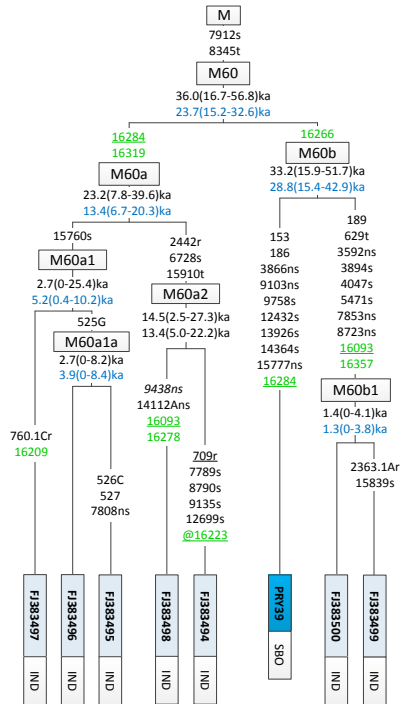 M
7912s
8345t
M60
36.0(16.7-56.8)ka
23.7(15.2-32.6)ka
16284
16319
M60a
23.2(7.8-39.6)ka
13.4(6.7-20.3)ka
16266
M60b
33.2(15.9-51.7)ka
28.8(15.4-42.9)ka
15760s
M60a1
2.7(0-25.4)ka
5.2(0.4-10.2)ka
525G
M60a1a
2.7(0-8.2)ka
3.9(0-8.4)ka
2442r
6728s
15910t
M60a2
14.5(2.5-27.3)ka
13.4(5.0-22.2)ka
153
186
3866ns
9103ns
9758s
12432s
13926s
14364s
15777ns
16284
189
629t
3592ns
3894s
4047s
5471s
7853ns
8723ns
16093
16357
M60b1
1.4(0-4.1)ka
1.3(0-3.8)ka
760.1Cr
16209
526C
527
7808ns
9438ns
14112Ans
16093
16278
709r
7789s
8790s
9135s
12699s
@16223
2363.1Ar
15839s
FJ383497
IND
FJ383496
IND
FJ383495
IND
FJ383498
IND
FJ383494
IND
PRY39
SBO
FJ383500
IND
FJ383499
IND